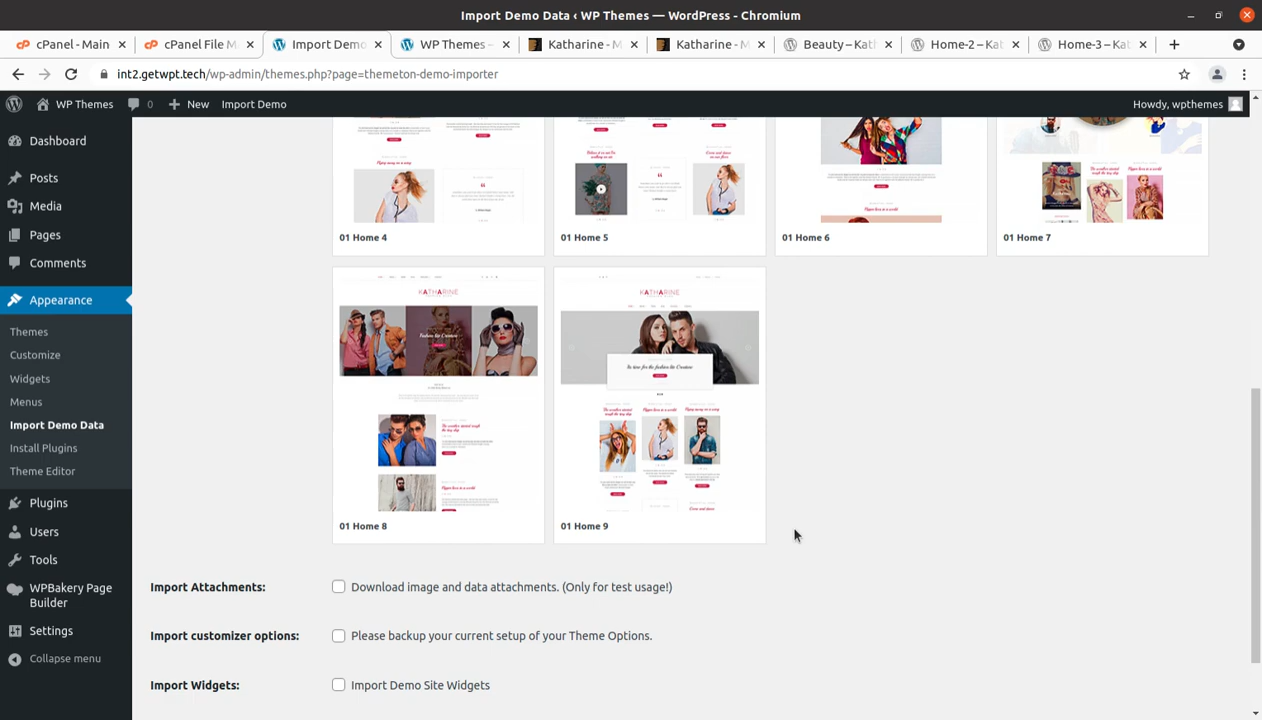 Import Demo Data ‹ WP Themes — WordPress - Chromium
cPanel - Main
cPanel File M
Import Demo
WP Themes –
Katharine - M
Katharine - M
Beauty – Kat
Home-2 – Kat
Home-3 – Kat
int2.getwpt.tech/wp-admin/themes.php?page=themeton-demo-importer
WP Themes
0
New
Import Demo
Howdy, wpthemes
Dashboard
Posts
Media
Pages
Comments
Appearance
Themes
Customize
Widgets
Menus
Import Demo Data
Install Plugins
Theme Editor
Plugins
Users
Tools
WPBakery Page
Builder
Settings
Collapse menu
01 Home 4
01 Home 5
01 Home 6
01 Home 7
KATHARINE
KATHARINE
01 Home 8
01 Home 9
Import Attachments:
Download image and data attachments. (Only for test usage!)
Import customizer options:
Please backup your current setup of your Theme Options.
Import Widgets:
Import Demo Site Widgets